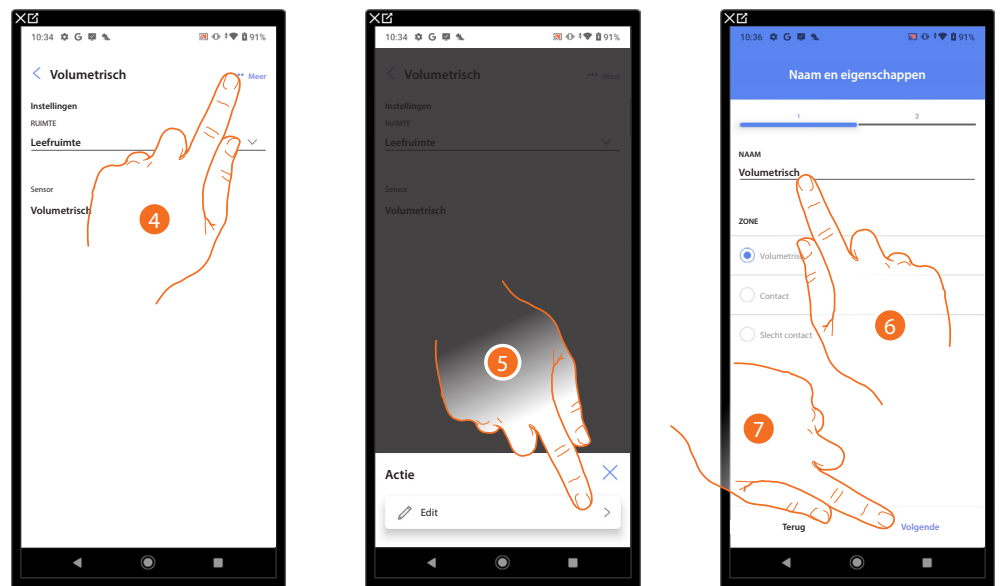 10:34 G 91%
Volumetrisch
Meer
Instellingen
RUIMTE
Leefruimte
Sensor
Volumetrisch
4
10:34 G 91%
Volumetrisch
Meer
Instellingen
RUIMTE
Leefruimte
Sensor
Volumetrisch
5
Actie
Edit
10:36 G 91%
Naam en eigenschappen
1 2
NAAM
Volumetrisch
ZONE
Contact
Slecht contact
6
7
Terug Volgende